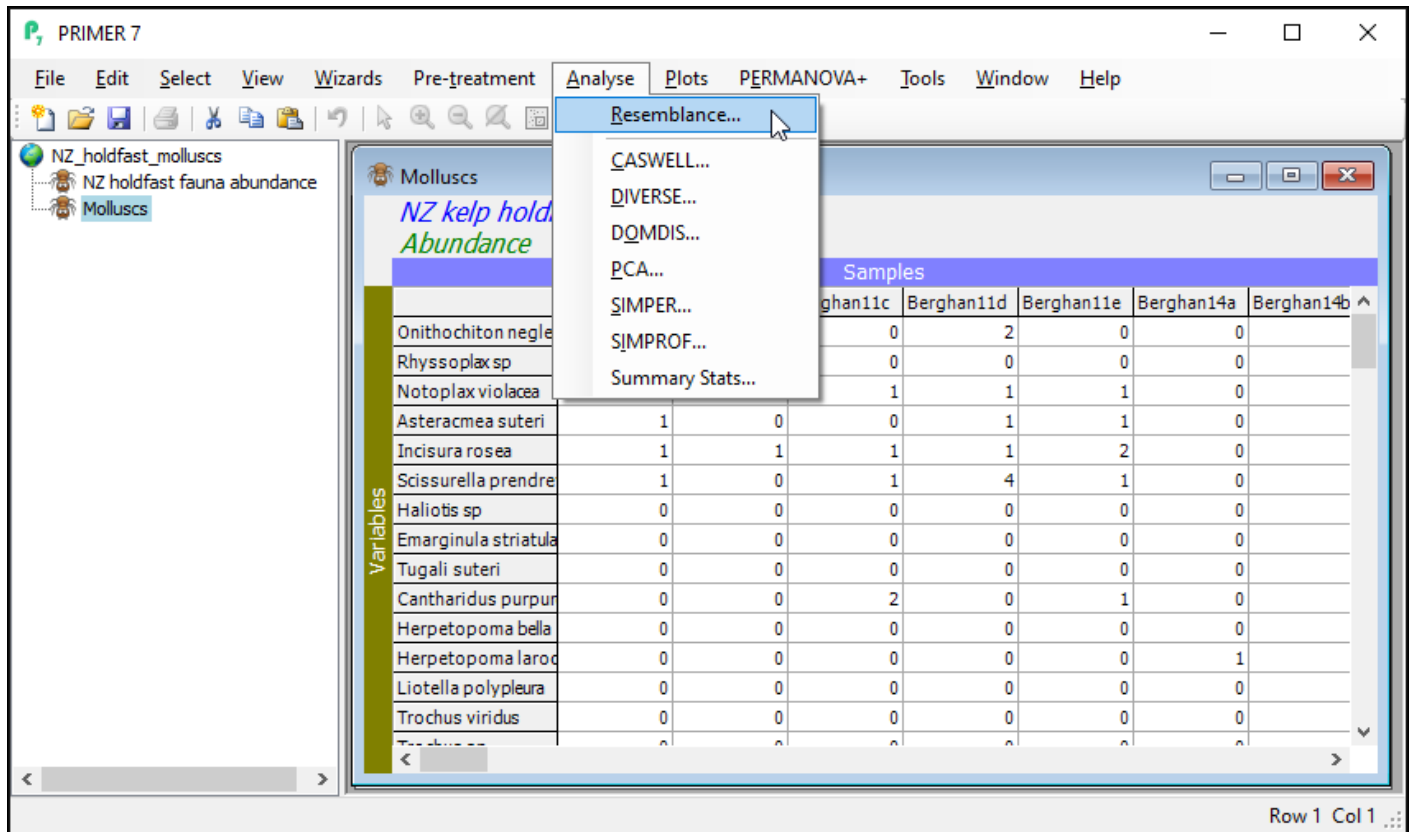 PRIMER 7
File Edit Select View Wizards Pre-treatment Analyse Plots PERMANOVA+ Tools Window Help
Resemblance...
CASWELL...
DIVERSE...
DOMDIS...
PCA...
SIMPER...
SIMPROF...
Summary Stats...
NZ_holdfast_molluscs
NZ holdfast fauna abundance
Molluscs
Molluscs
NZ kelp hold
Abundance
Samples
Variables
ghan11c Berghan11d Berghan11e Berghan14a Berghan14b
Onithochiton negle 0 2 0 0
Rhyssoplax sp 0 0 0 0
Notoplax violacea 1 1 1 0
Asteracmea suteri 1 0 0 1 1 0
Incisura rosea 1 1 1 1 2 0
Scissurella prendre 1 0 1 4 1 0
Haliotis sp 0 0 0 0 0 0
Emarginula striatula 0 0 0 0 0 0
Tugali suteri 0 0 0 0 0 0
Cantharidus purpur 0 0 2 0 1 0
Herpetopoma bella 0 0 0 0 0 0
Herpetopoma laroc 0 0 0 0 0 1
Liotella polypleura 0 0 0 0 0 0
Trochus viridus 0 0 0 0 0 0
Row 1 Col 1